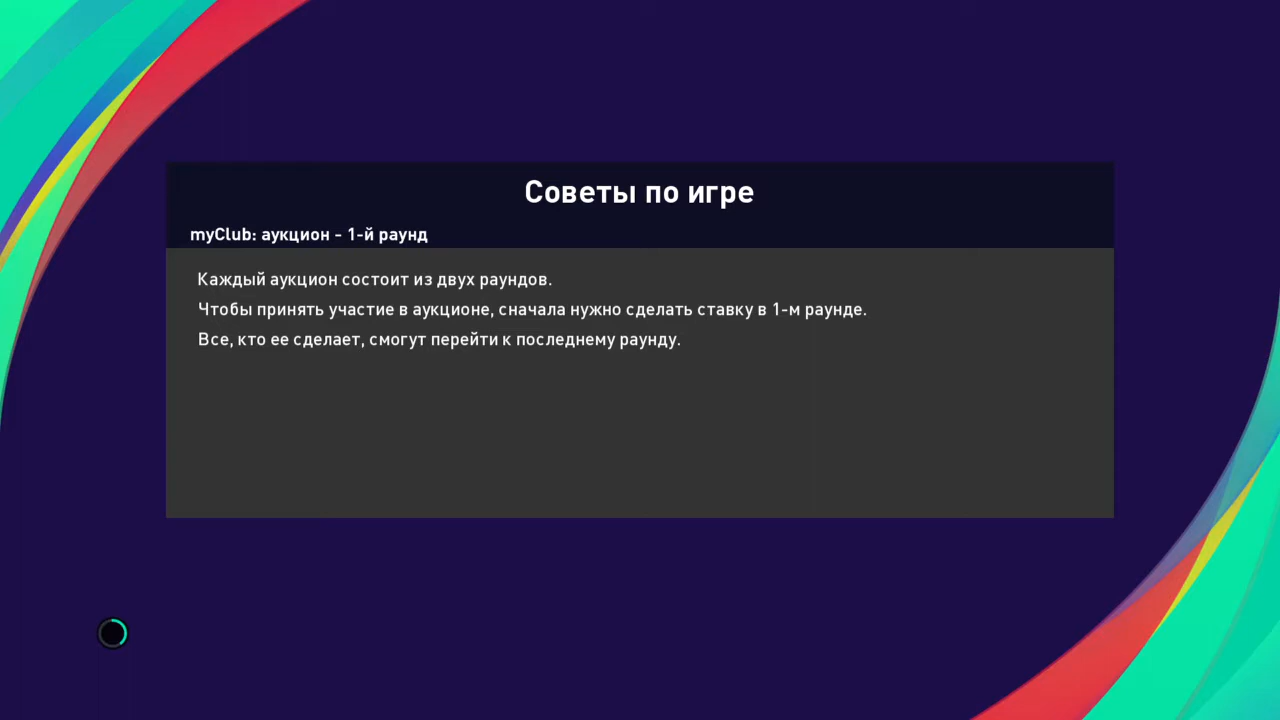 Советы по игре
myClub: аукцион - 1-й раунд
Каждый аукцион состоит из двух раундов.
Чтобы принять участие в аукционе, сначала нужно сделать ставку в 1-м раунде.
Все, кто ее сделает, смогут перейти к последнему раунду.